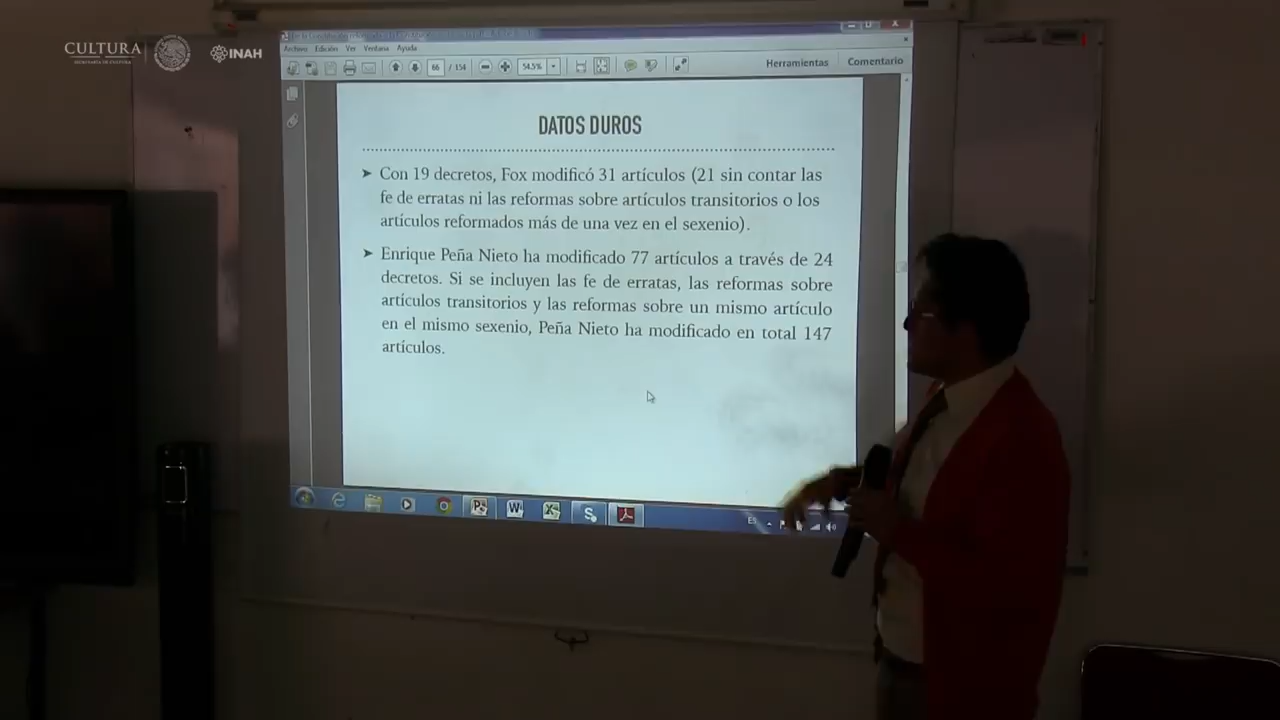 CULTURA
SECRETARÍA DE CULTURA
INAH
Archivo Edición Ver Ventana Ayuda
66 / 154
54.5%
Herramientas
Comentario
DATOS DUROS
➤ Con 19 decretos, Fox modificó 31 artículos (21 sin contar las
fe de erratas ni las reformas sobre artículos transitorios o los
artículos reformados más de una vez en el sexenio).
➤ Enrique Peña Nieto ha modificado 77 artículos a través de 24
decretos. Si se incluyen las fe de erratas, las reformas sobre
artículos transitorios y las reformas sobre un mismo artículo
en el mismo sexenio, Peña Nieto ha modificado en total 147
artículos.
ES